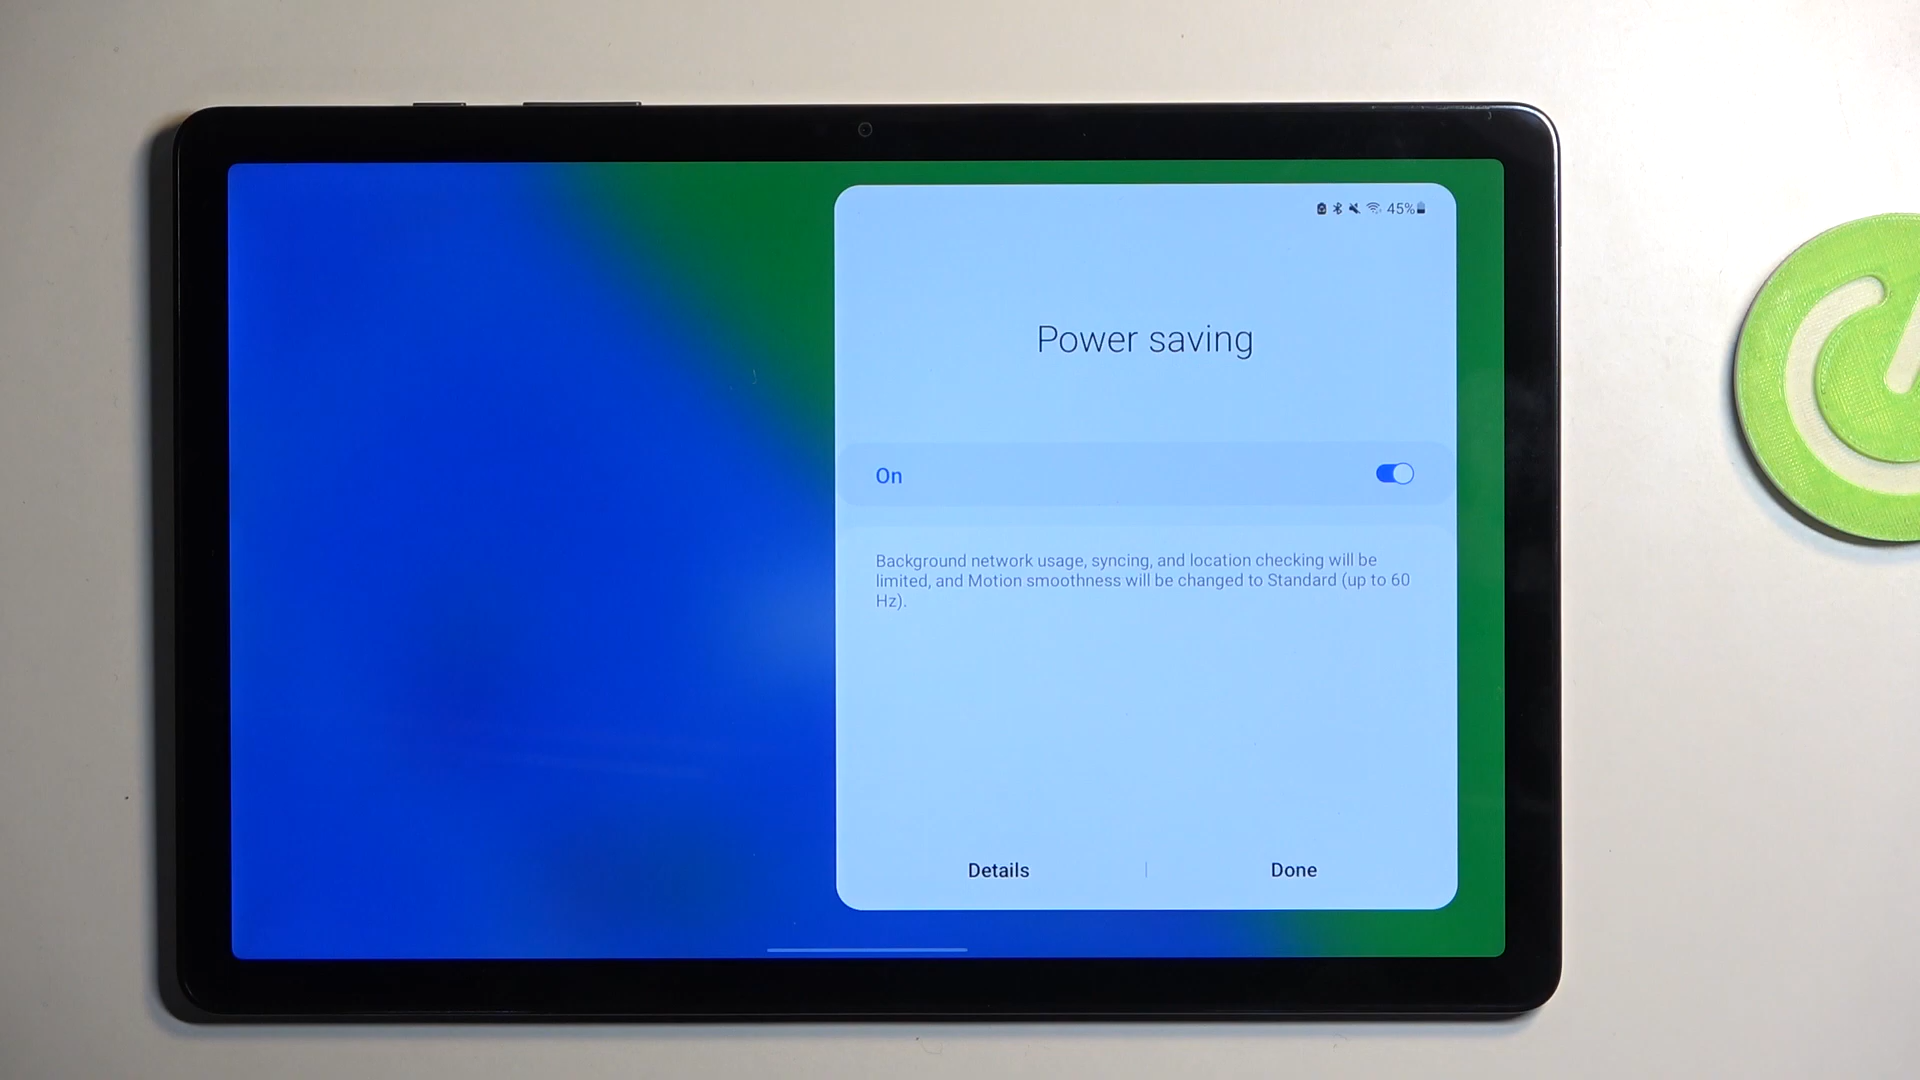 45%
Power saving
On
Background network usage, syncing, and location checking will be
limited, and Motion smoothness will be changed to Standard (up to 60
Hz).
Details
Done